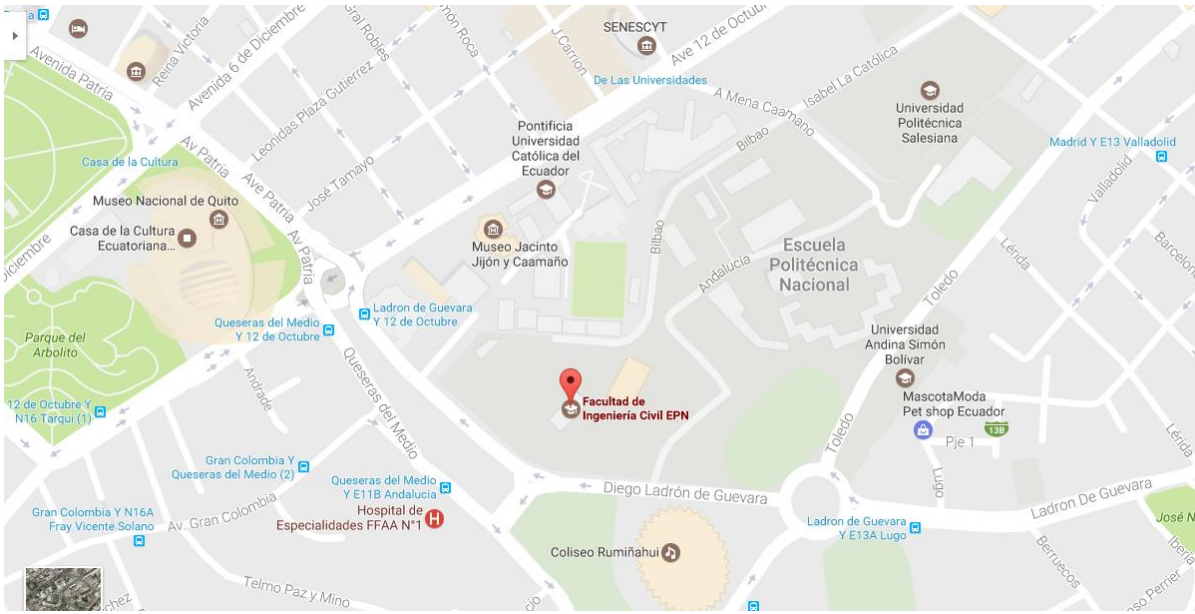 Avenida Patria
Reina Victoria
Avenida 6 de Diciembre
Leonidas Plaza Gutierrez
J Carrion
SENESCYT
Ave 12 de Octubr
De Las Universidades
A Mena Caamano
Isabel La Católica
Universidad
Politécnica
Salesiana
Madrid Y E13 Valladolid
Valladolid
Barcelona
Casa de la Cultura
Av Patria
Ave Patria
Av Patria
José Tamayo
Pontificia
Universidad
Católica del
Ecuador
Bilbao
Bilbao
Museo Nacional de Quito
Casa de la Cultura
Ecuatoriana...
Museo Jacinto
Jijón y Caamaño
Andalucía
Escuela
Politécnica
Nacional
Lérida
Toledo
Parque del
Arbolito
Queseras del Medio
Y 12 de Octubre
Ladron de Guevara
Y 12 de Octubre
Queseras del Medio
Andrade
Universidad
Andina Simón
Bolívar
Facultad de
Ingeniería Civil EPN
MascotaModa
Pet shop Ecuador
13B
Pje 1
Lugo
Toledo
Lérida
12 de Octubre Y
N16 Tarqui (1)
Gran Colombia Y
Queseras del Medio (2)
Queseras del Medio
Y E11B Andalucia
Hospital de
Especialidades FFAA N°1
H
Diego Ladrón de Guevara
Ladron De Guevara
Ladron de Guevara
Y E13A Lugo
Gran Colombia Y N16A
Fray Vicente Solano
Av. Gran Colombia
José N
Iberia
Berruecos
Coliseo Rumiñahui
Telmo Paz y Mino